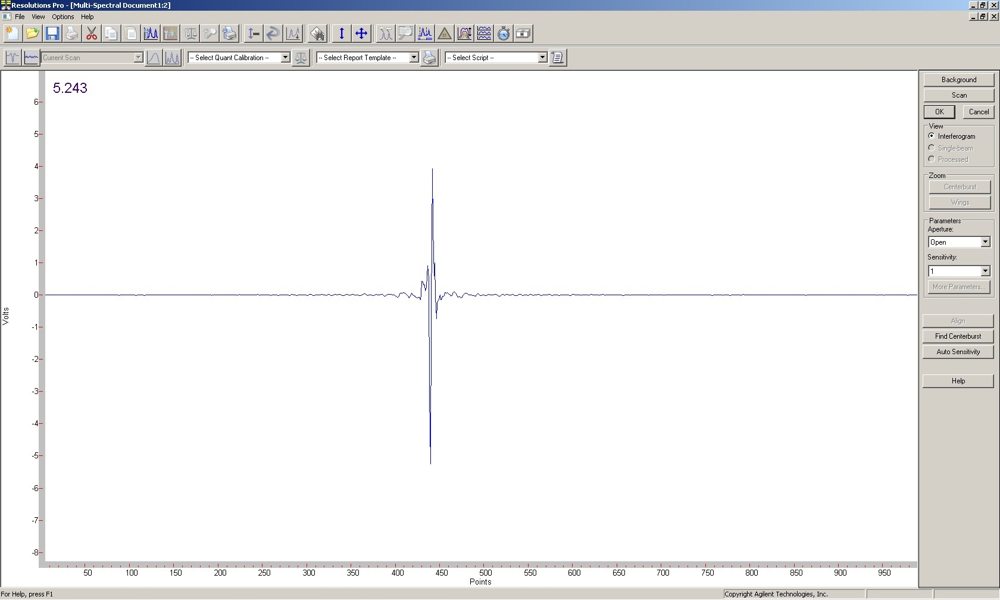 Resolutions Pro - [Multi-Spectral Document1:2]
File View Options Help
Current Scan -- Select Quant Calibration -- -- Select Report Template -- -- Select Script --
5.243
6
5
4
3
2
1
0
-1
-2
-3
-4
-5
-6
-7
-8
Volts
50 100 150 200 250 300 350 400 450 500 550 600 650 700 750 800 850 900 950
Points
Background
Scan
OK Cancel
View
Interferogram
Single-beam
Processed
Zoom
Centerburst
Wings
Parameters
Aperture:
Open
Sensitivity:
1
More Parameters...
Align
Find Centerburst
Auto Sensitivity
Help
For Help, press F1 Copyright Agilent Technologies, Inc.